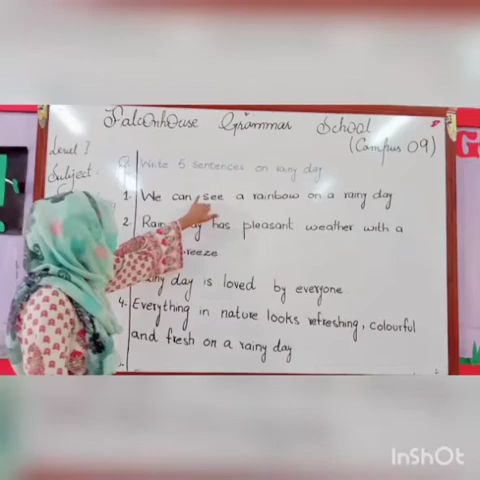 Falconhouse Grammar School
(Campus 09)
Level I
Subject:
Q. Write 5 sentences on rainy day
1. We can see a rainbow on a rainy day
2. has pleasant weather with a
breeze
day is loved by everyone
4. Everything in nature looks refreshing, colourful
and fresh on a rainy day
InShOt